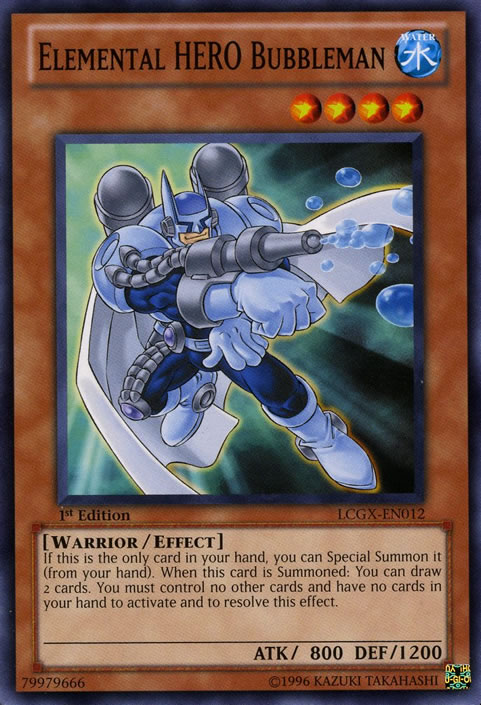 ELEMENTAL HERO BUBBLEMAN
WATER
水
1st Edition
LCGX-EN012
[WARRIOR / EFFECT]
If this is the only card in your hand, you can Special Summon it
(from your hand). When this card is Summoned: You can draw
2 cards. You must control no other cards and have no cards in
your hand to activate and to resolve this effect.
ATK/ 800 DEF/1200
79979666
©1996 KAZUKI TAKAHASHI